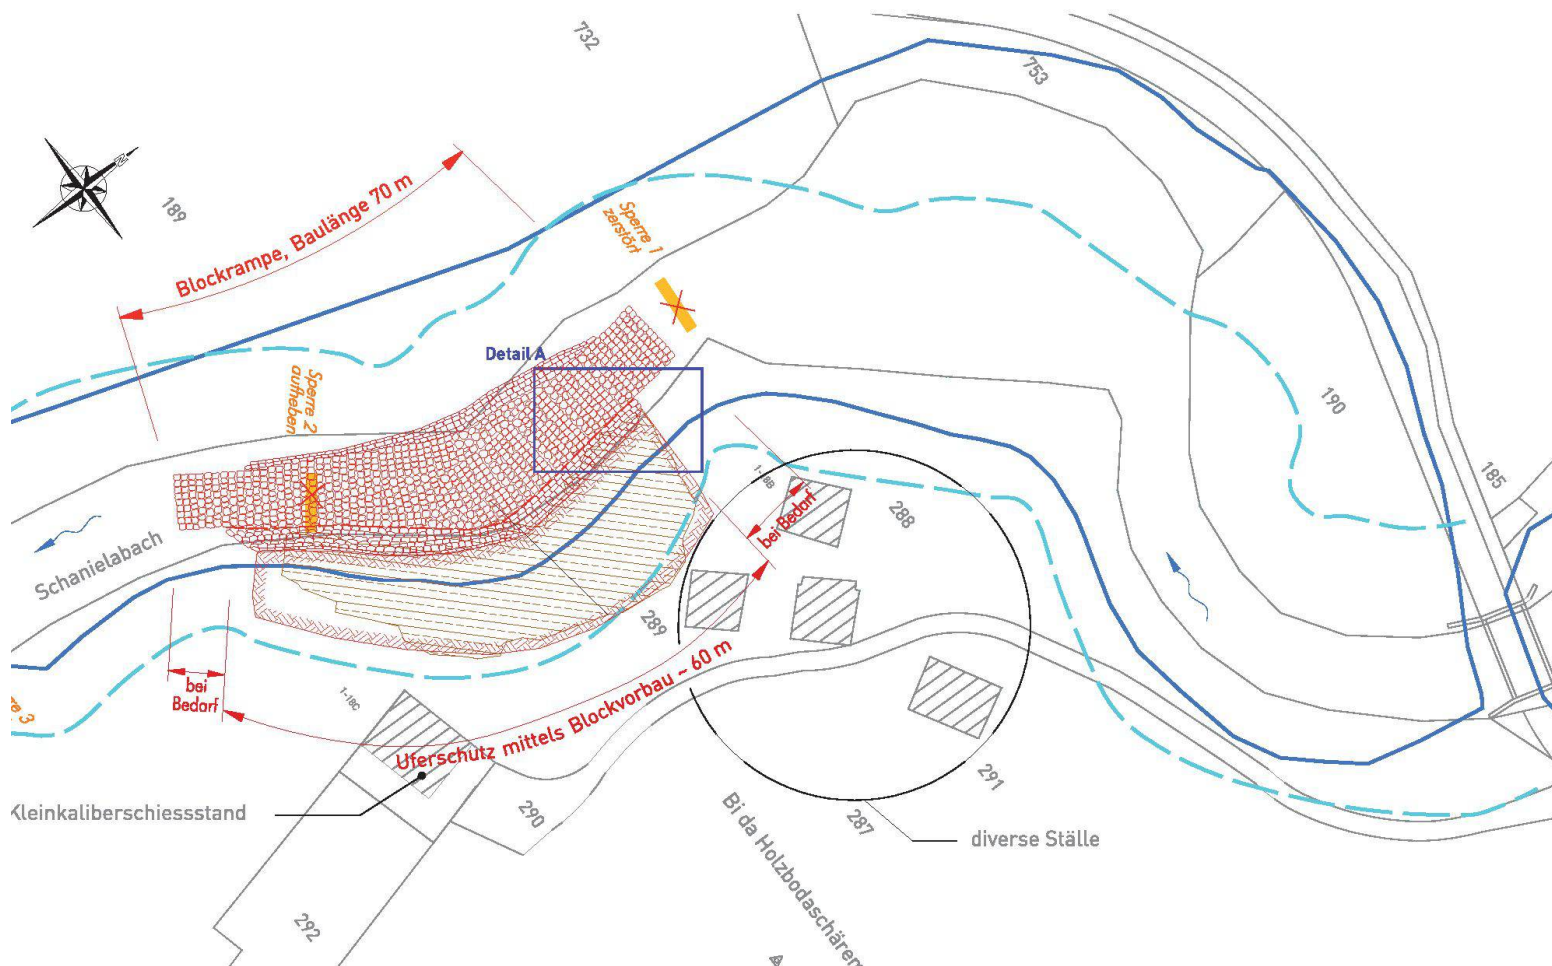 732
753
N
189
Blockrampe, Baulänge 70 m
Sperre 1
zerstört
Detail A
Sperre 2
aufheben
190
185
1-18B
288
bei Bedarf
Schanielabach
289
bei
Bedarf
1-18C
Uferschutz mittels Blockvorbau ~ 60 m
291
Kleinkaliberschiessstand
290
287
diverse Ställe
Bi da Holzbodaschären
292